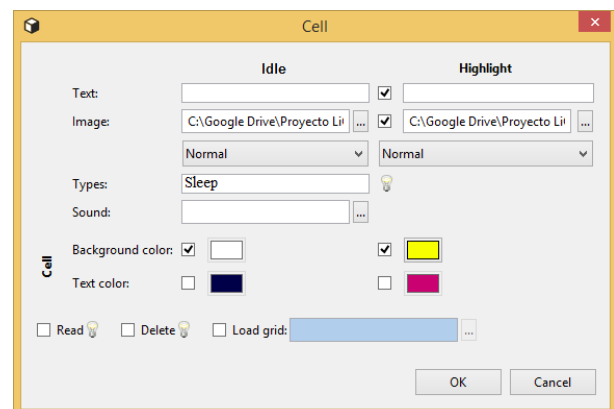 Cell
Idle Highlight
Text:
Image: C:\Google Drive\Proyecto Li ... C:\Google Drive\Proyecto Li ...
Normal Normal
Types: Sleep
Sound: ...
Cell
Background color:
Text color:
Read Delete Load grid: ...
OK Cancel